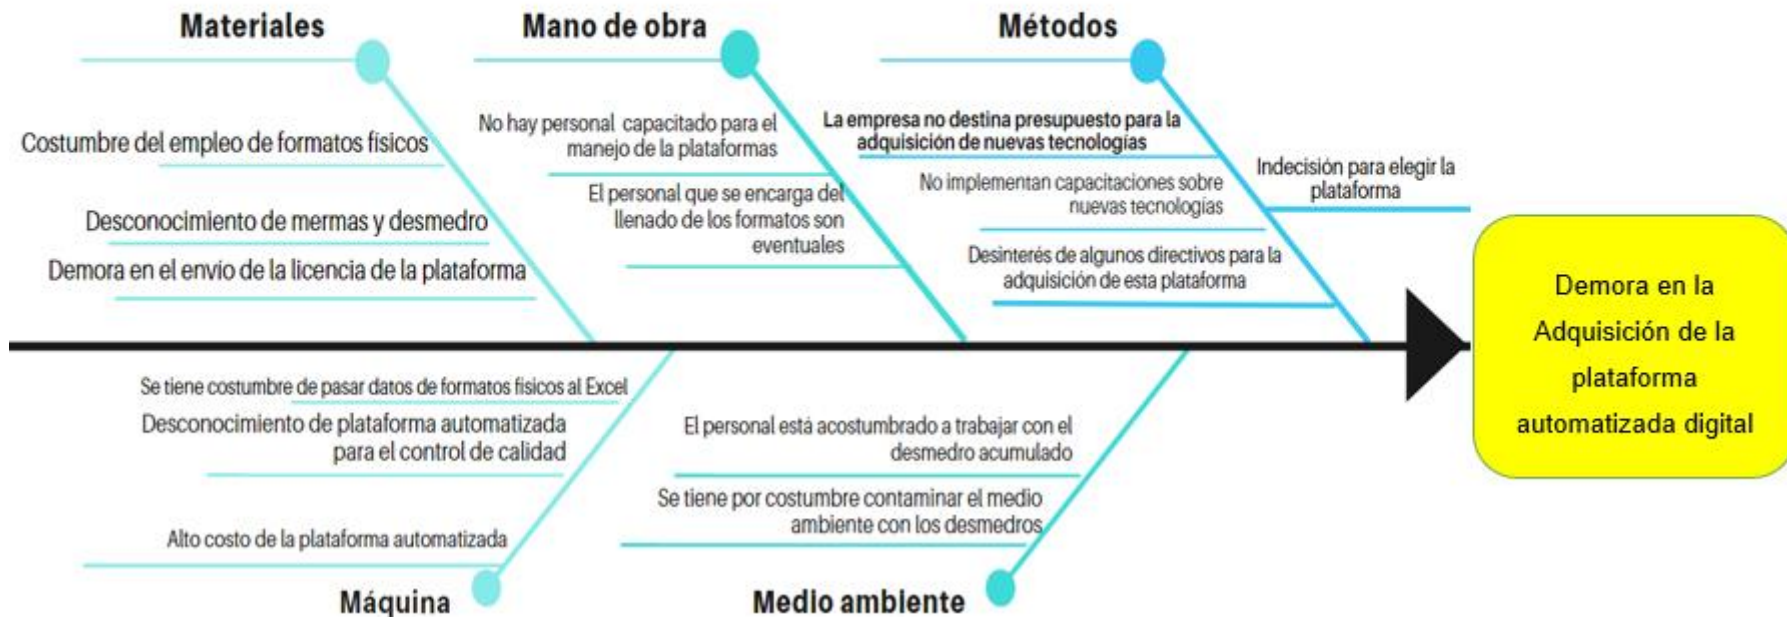 Materiales
Costumbre del empleo de formatos físicos
Desconocimiento de mermas y desmedro
Demora en el envío de la licencia de la plataforma
Mano de obra
No hay personal capacitado para el
manejo de la plataformas
El personal que se encarga del
llenado de los formatos son
eventuales
Métodos
La empresa no destina presupuesto para la
adquisición de nuevas tecnologías
No implementan capacitaciones sobre
nuevas tecnologías
Desinterés de algunos directivos para la
adquisición de esta plataforma
Indecisión para elegir la
plataforma
Demora en la
Adquisición de la
plataforma
automatizada digital
Se tiene costumbre de pasar datos de formatos físicos al Excel
Desconocimiento de plataforma automatizada
para el control de calidad
Alto costo de la plataforma automatizada
Máquina
El personal está acostumbrado a trabajar con el
desmedro acumulado
Se tiene por costumbre contaminar el medio
ambiente con los desmedros
Medio ambiente